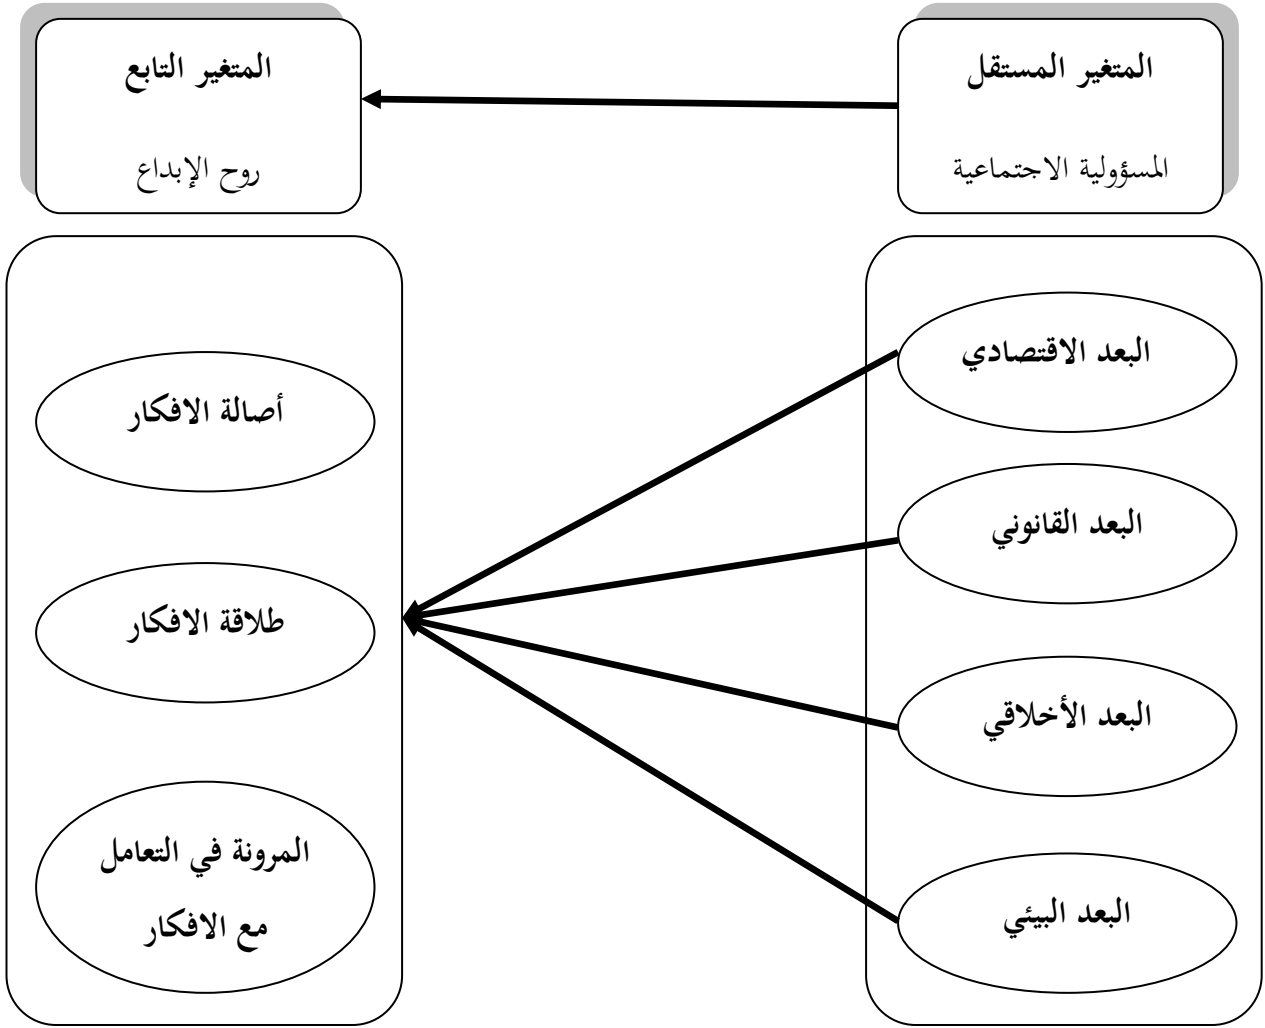 المتغير المستقل
المسؤولية الاجتماعية
المتغير التابع
روح الإبداع
البعد الاقتصادي
البعد القانوني
البعد الأخلاقي
البعد البيئي
أصالة الافكار
طلاقة الافكار
المرونة في التعامل
مع الافكار